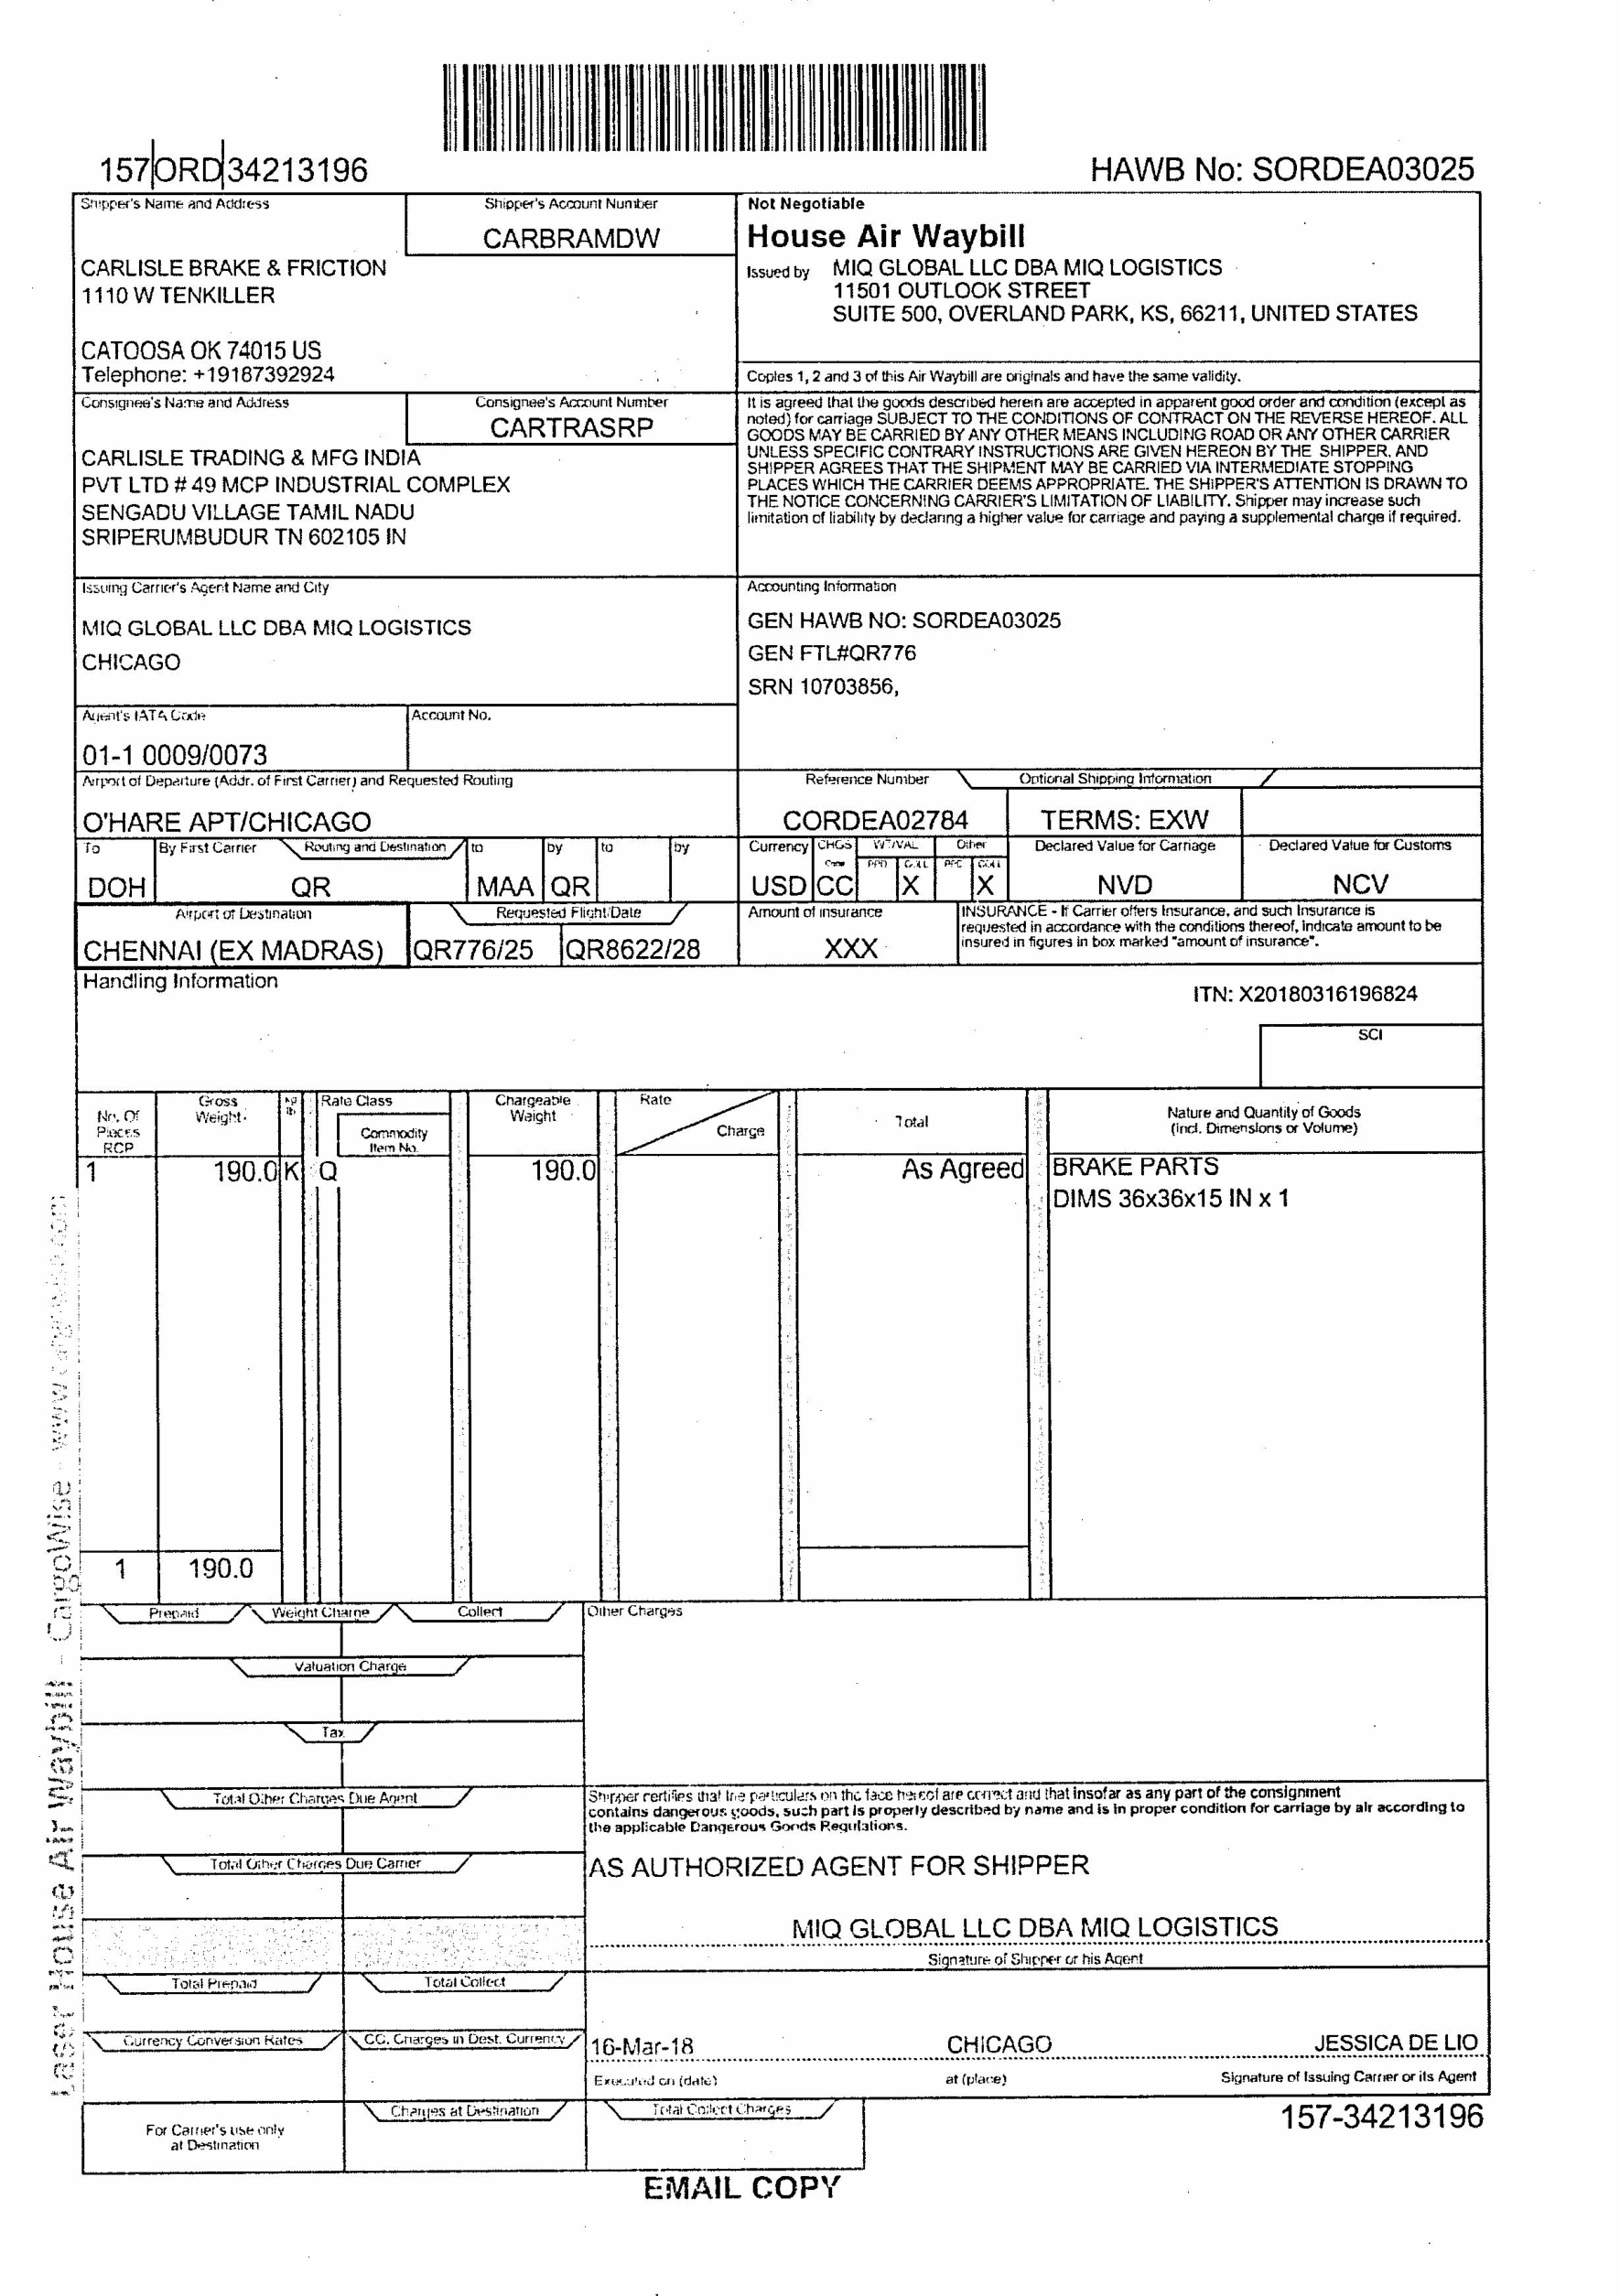 157 ORD 34213196
HAWB No: SORDEA03025
Shipper's Name and Address
Shipper's Account Number
CARBRAMDW
CARLISLE BRAKE & FRICTION
1110 W TENKILLER
CATOOSA OK 74015 US
Telephone: +19187392924
Not Negotiable
House Air Waybill
Issued by MIQ GLOBAL LLC DBA MIQ LOGISTICS
11501 OUTLOOK STREET
SUITE 500, OVERLAND PARK, KS, 66211, UNITED STATES
Copies 1, 2 and 3 of this Air Waybill are originals and have the same validity.
Consignee's Name and Address
Consignee's Account Number
CARTRASRP
CARLISLE TRADING & MFG INDIA
PVT LTD # 49 MCP INDUSTRIAL COMPLEX
SENGADU VILLAGE TAMIL NADU
SRIPERUMBUDUR TN 602105 IN
It is agreed that the goods described herein are accepted in apparent good order and condition (except as
noted) for carriage SUBJECT TO THE CONDITIONS OF CONTRACT ON THE REVERSE HEREOF. ALL
GOODS MAY BE CARRIED BY ANY OTHER MEANS INCLUDING ROAD OR ANY OTHER CARRIER
UNLESS SPECIFIC CONTRARY INSTRUCTIONS ARE GIVEN HEREON BY THE SHIPPER, AND
SHIPPER AGREES THAT THE SHIPMENT MAY BE CARRIED VIA INTERMEDIATE STOPPING
PLACES WHICH THE CARRIER DEEMS APPROPRIATE. THE SHIPPER'S ATTENTION IS DRAWN TO
THE NOTICE CONCERNING CARRIER'S LIMITATION OF LIABILITY. Shipper may increase such
limitation of liability by declaring a higher value for carriage and paying a supplemental charge if required.
Issuing Carrier's Agent Name and City
MIQ GLOBAL LLC DBA MIQ LOGISTICS
CHICAGO
Accounting Information
GEN HAWB NO: SORDEA03025
GEN FTL#QR776
SRN 10703856,
Agent's IATA Code
Account No.
01-1 0009/0073
Airport of Departure (Addr. of First Carrier) and Requested Routing
O'HARE APT/CHICAGO
Reference Number
Optional Shipping Information
CORDEA02784
TERMS: EXW
To
By First Carrier
Routing and Destination
to
by
to
by
DOH
QR
MAA
QR
Currency
CHGS
Code
WT/VAL
Other
PPD
COLL
PPC
COLL
USD
CC
X
X
Declared Value for Carriage
NVD
Declared Value for Customs
NCV
Airport of Destination
Requested Flight/Date
CHENNAI (EX MADRAS)
QR776/25
QR8622/28
Amount of insurance
XXX
INSURANCE - If Carrier offers Insurance, and such Insurance is
requested in accordance with the conditions thereof, Indicate amount to be
insured in figures in box marked "amount of insurance".
Handling Information
ITN: X20180316196824
SCI
No. Of
Pieces
RCP
Gross
Weight
kg
lb
Rate Class
Commodity
Item No.
Chargeable
Weight
Rate
Charge
Total
Nature and Quantity of Goods
(incl. Dimensions or Volume)
1 190.0 K Q 190.0 As Agreed BRAKE PARTS
DIMS 36x36x15 IN x 1
1 190.0
Prepaid
Weight Charge
Collect
Other Charges
Valuation Charge
Tax
Total Other Charges Due Agent
Shipper certifies that the particulars on the face hereof are correct and that insofar as any part of the consignment
contains dangerous goods, such part is properly described by name and is in proper condition for carriage by air according to
the applicable Dangerous Goods Regulations.
Total Other Charges Due Carrier
AS AUTHORIZED AGENT FOR SHIPPER
MIQ GLOBAL LLC DBA MIQ LOGISTICS
Signature of Shipper or his Agent
Total Prepaid
Total Collect
Currency Conversion Rates
CC. Charges in Dest. Currency
16-Mar-18
CHICAGO
JESSICA DE LIO
Executed on (date)
at (place)
Signature of Issuing Carrier or its Agent
For Carrier's use only
at Destination
Charges at Destination
Total Collect Charges
157-34213196
EMAIL COPY
Laser House Air Waybill - CargoWise - www